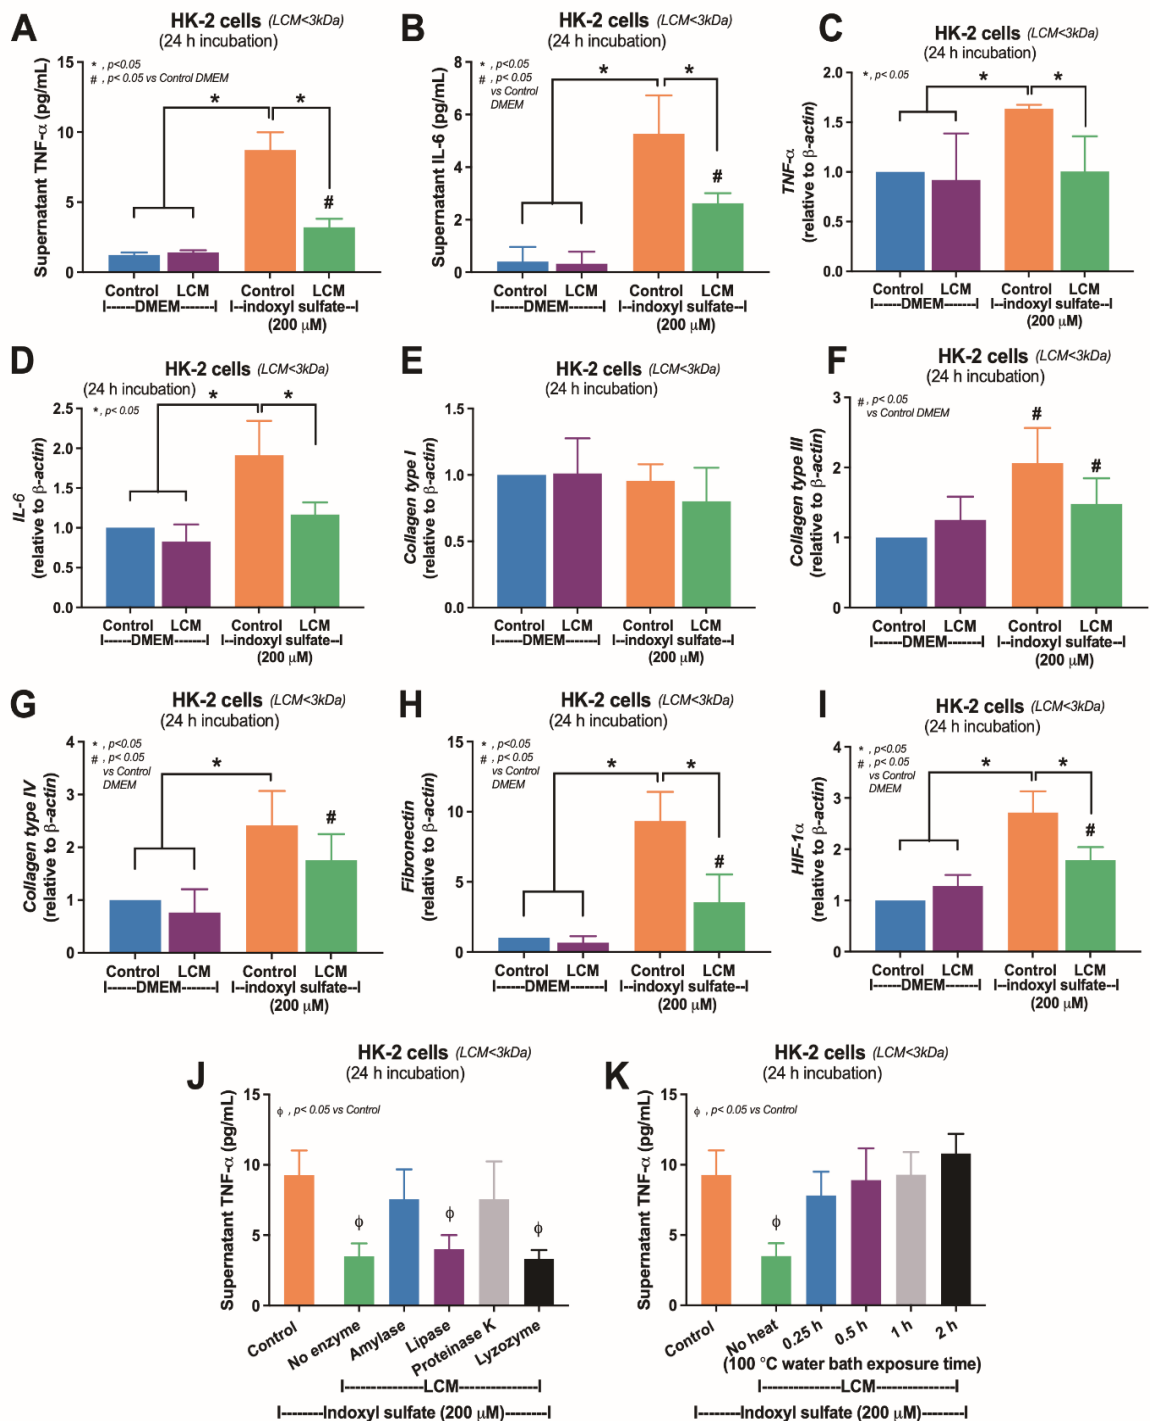 A
HK-2 cells (LCM<3kDa)
(24 h incubation)
Supernatant TNF-α (pg/mL)
15
10
5
0
* , p<0.05
# , p< 0.05 vs Control DMEM
* *
#
Control LCM Control LCM
I------DMEM-------I I--indoxyl sulfate--I
(200 μM)
B
HK-2 cells (LCM<3kDa)
(24 h incubation)
Supernatant IL-6 (pg/mL)
8
6
4
2
0
* , p<0.05
# , p< 0.05
vs Control
DMEM
* *
#
Control LCM Control LCM
I------DMEM-------I I--indoxyl sulfate--I
(200 μM)
C
HK-2 cells (LCM<3kDa)
(24 h incubation)
TNF-α
(relative to β-actin)
2.0
1.5
1.0
0.5
0.0
* , p< 0.05
* *
Control LCM Control LCM
I------DMEM-------I I--indoxyl sulfate--I
(200 μM)
D
HK-2 cells (LCM<3kDa)
(24 h incubation)
IL-6
(relative to β-actin)
2.5
2.0
1.5
1.0
0.5
0.0
* , p< 0.05
* *
Control LCM Control LCM
I------DMEM-------I I--indoxyl sulfate--I
(200 μM)
E
HK-2 cells (LCM<3kDa)
(24 h incubation)
Collagen type I
(relative to β-actin)
1.5
1.0
0.5
0.0
Control LCM Control LCM
I------DMEM-------I I--indoxyl sulfate--I
(200 μM)
F
HK-2 cells (LCM<3kDa)
(24 h incubation)
Collagen type III
(relative to β-actin)
3
2
1
0
# , p< 0.05
vs Control DMEM
#
#
Control LCM Control LCM
I------DMEM-------I I--indoxyl sulfate--I
(200 μM)
G
HK-2 cells (LCM<3kDa)
(24 h incubation)
Collagen type IV
(relative to β-actin)
4
3
2
1
0
* , p<0.05
# , p< 0.05
vs Control
DMEM
*
#
Control LCM Control LCM
I------DMEM-------I I--indoxyl sulfate--I
(200 μM)
H
HK-2 cells (LCM<3kDa)
(24 h incubation)
Fibronectin
(relative to β-actin)
15
10
5
0
* , p<0.05
# , p< 0.05
vs Control
DMEM
* *
#
Control LCM Control LCM
I------DMEM-------I I--indoxyl sulfate--I
(200 μM)
I
HK-2 cells (LCM<3kDa)
(24 h incubation)
HIF-1α
(relative to β-actin)
4
3
2
1
0
* , p<0.05
# , p< 0.05
vs Control
DMEM
* *
#
Control LCM Control LCM
I------DMEM-------I I--indoxyl sulfate--I
(200 μM)
J
HK-2 cells (LCM<3kDa)
(24 h incubation)
Supernatant TNF-α (pg/mL)
15
10
5
0
ϕ , p< 0.05 vs Control
ϕ ϕ ϕ
Control No enzyme Amylase Lipase Proteinase K Lyzozyme
I---------------LCM---------------I
I--------Indoxyl sulfate (200 μM)--------I
K
HK-2 cells (LCM<3kDa)
(24 h incubation)
Supernatant TNF-α (pg/mL)
15
10
5
0
ϕ , p< 0.05 vs Control
ϕ
Control No heat 0.25 h 0.5 h 1 h 2 h
(100 °C water bath exposure time)
I---------------LCM---------------I
I--------Indoxyl sulfate (200 μM)--------I